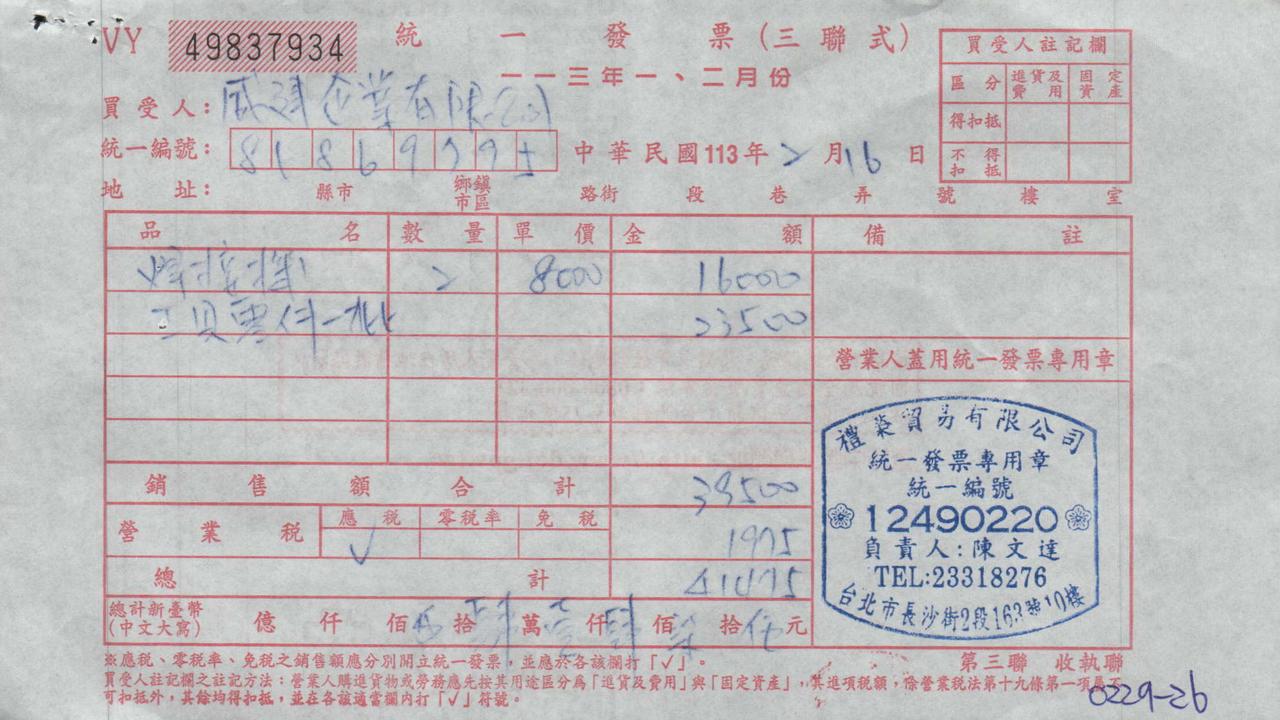 VY 49837934 統一發票(三聯式)
一一三年一、二月份
買受人註記欄
區分 進貨及費用 固定資產
得扣抵
不得扣抵
買受人: 企業有限公司
統一編號: 81869995
中華民國113年2月16日
地址: 縣市 鄉鎮市區 路街 段 巷 弄 號 樓 室
品名 數量 單價 金額 備註
焊接機 2 8000 16000
工具零件一批 23500
營業人蓋用統一發票專用章
銷售額合計 39500
營業稅 應稅 零稅率 免稅
√ 1975
總計 41475
總計新臺幣(中文大寫) 億 仟 佰 拾 肆 萬 壹 仟 肆 佰 柒 拾 伍 元
禮榮貿易有限公司
統一發票專用章
統一編號
12490220
負責人:陳文達
TEL:23318276
台北市長沙街2段163號10樓
※應稅、零稅率、免稅之銷售額應分別開立統一發票,並應於各該欄打「√」。
第三聯 收執聯
買受人註記欄之註記方法:營業人購進貨物或勞務應先按其用途區分為「進貨及費用」與「固定資產」,其進項稅額,除營業稅法第十九條第一項屬不
可扣抵外,其餘均得扣抵,並在各該適當欄內打「√」符號。
0229-26